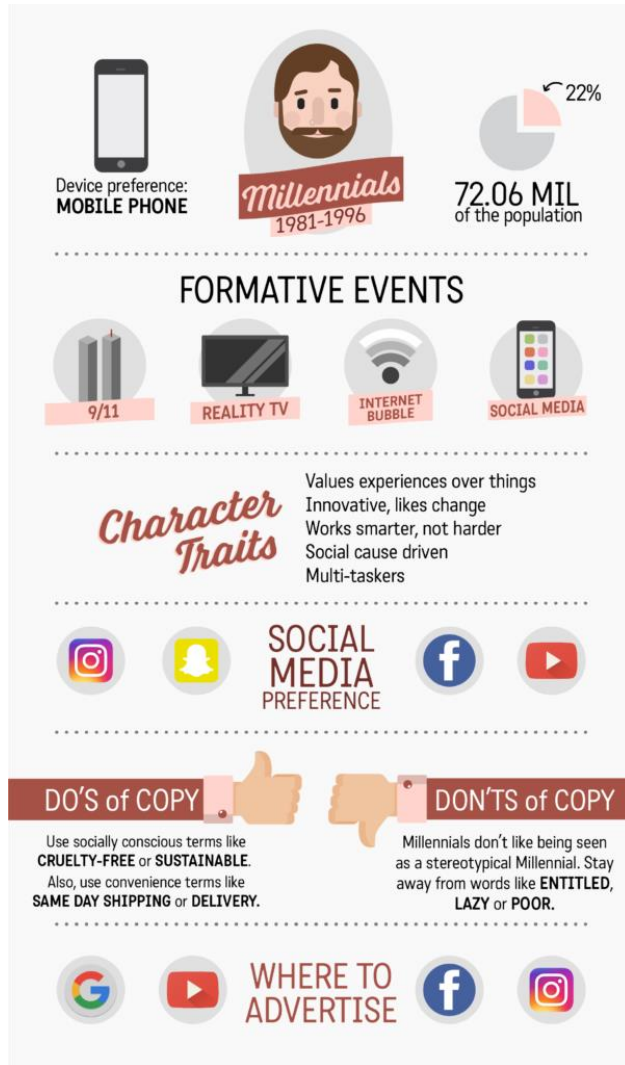 22%
Device preference:
MOBILE PHONE
Millennials
1981-1996
72.06 MIL
of the population
FORMATIVE EVENTS
9/11
REALITY TV
INTERNET
BUBBLE
SOCIAL MEDIA
Character
Traits
Values experiences over things
Innovative, likes change
Works smarter, not harder
Social cause driven
Multi-taskers
SOCIAL
MEDIA
PREFERENCE
DO'S of COPY
Use socially conscious terms like
CRUELTY-FREE or SUSTAINABLE.
Also, use convenience terms like
SAME DAY SHIPPING or DELIVERY.
DON'TS of COPY
Millennials don't like being seen
as a stereotypical Millennial. Stay
away from words like ENTITLED,
LAZY or POOR.
WHERE TO
ADVERTISE